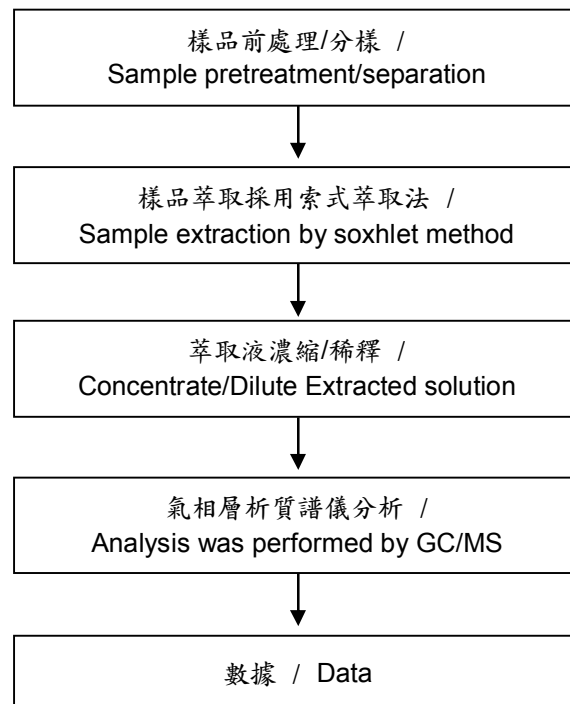 樣品前處理/分樣 /
Sample pretreatment/separation
樣品萃取採用索式萃取法 /
Sample extraction by soxhlet method
萃取液濃縮/稀釋 /
Concentrate/Dilute Extracted solution
氣相層析質譜儀分析 /
Analysis was performed by GC/MS
數據 / Data